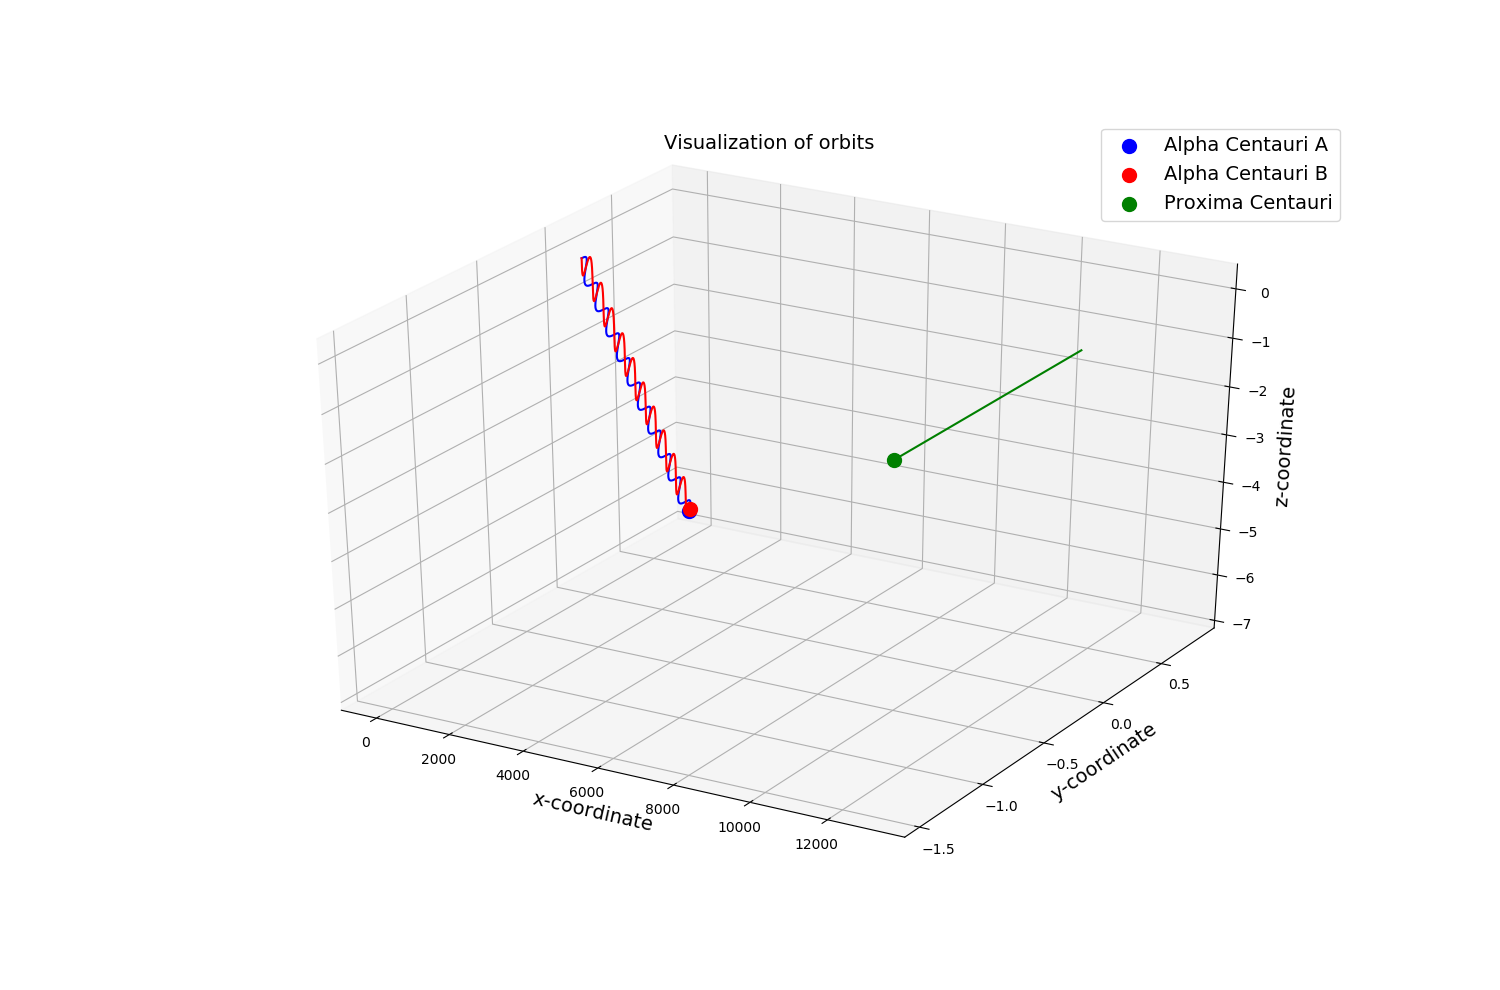 Visualization of orbits
Alpha Centauri A
Alpha Centauri B
Proxima Centauri
0
−1
−2
−3
−4
−5
−6
−7
z-coordinate
0.5
0.0
−0.5
−1.0
−1.5
y-coordinate
0
2000
4000
6000
8000
10000
12000
x-coordinate